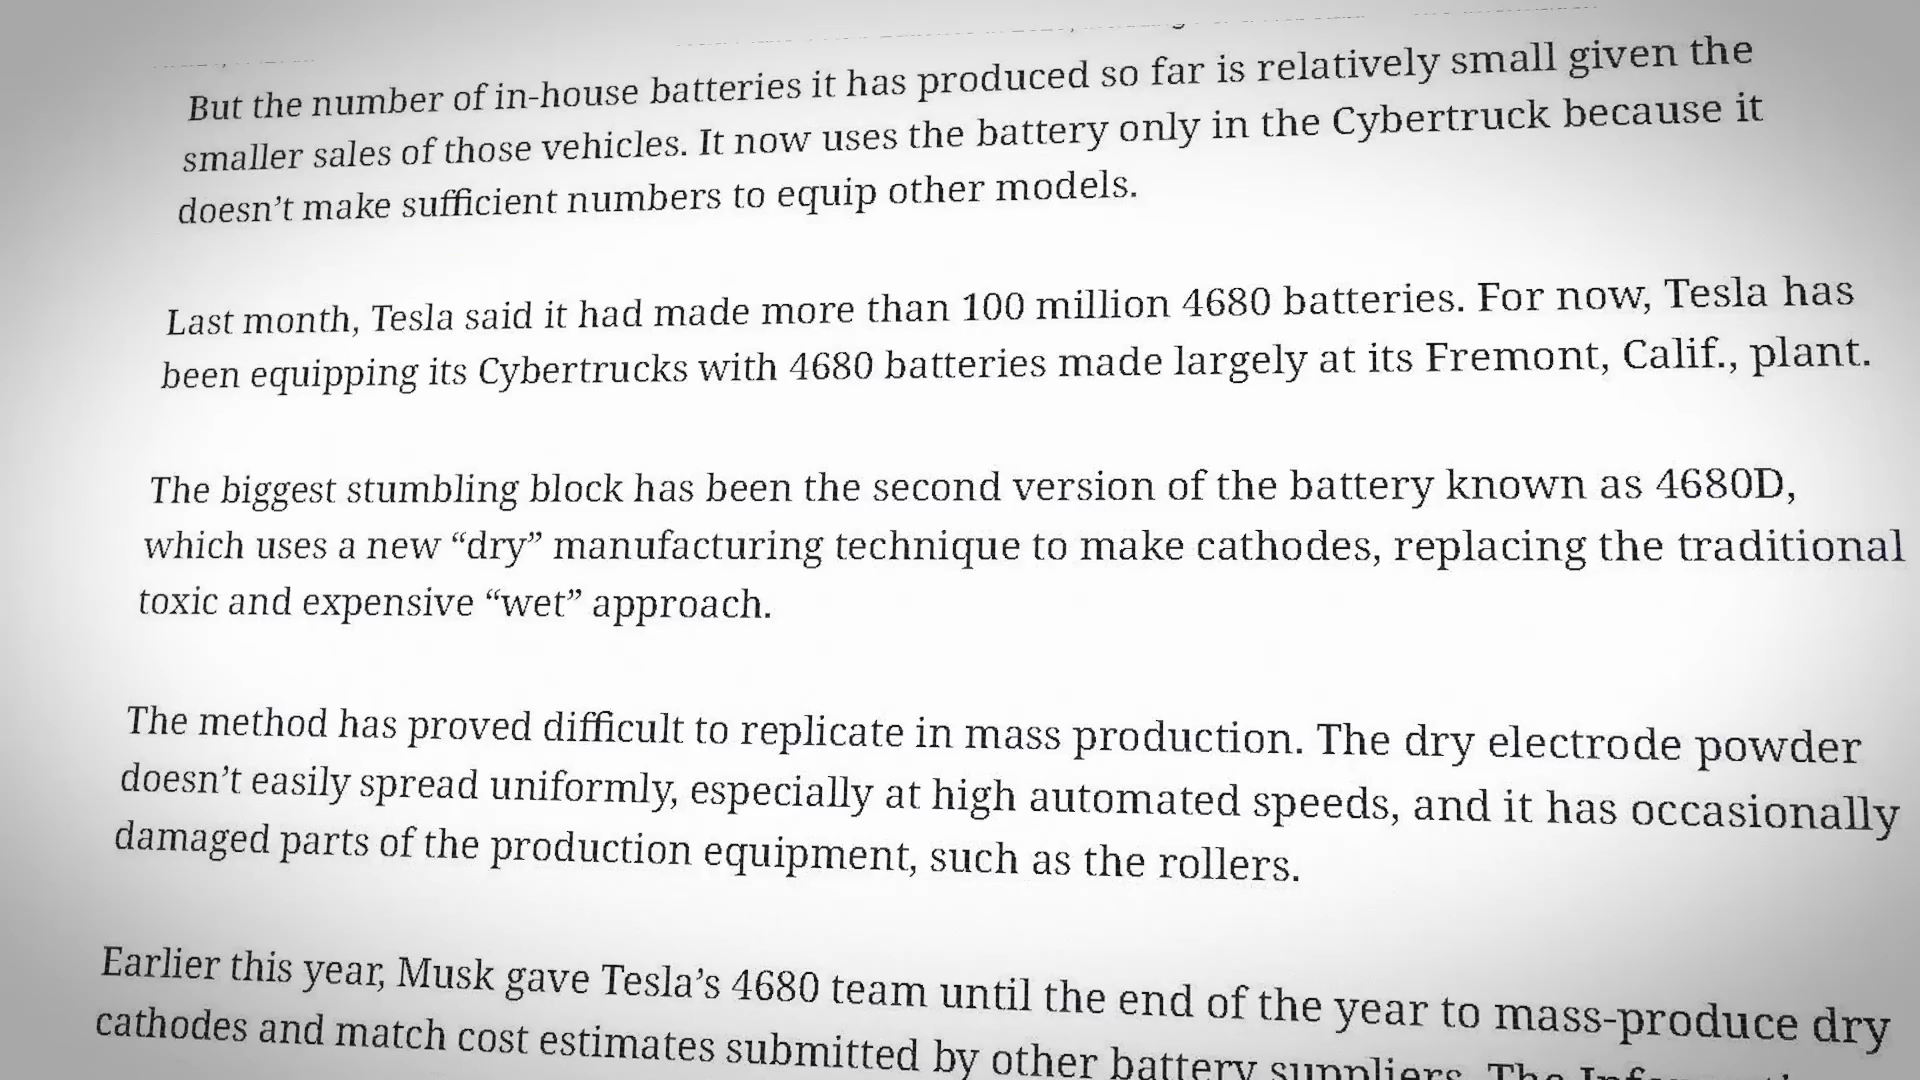 But the number of in-house batteries it has produced so far is relatively small given the
smaller sales of those vehicles. It now uses the battery only in the Cybertruck because it
doesn’t make sufficient numbers to equip other models.
Last month, Tesla said it had made more than 100 million 4680 batteries. For now, Tesla has
been equipping its Cybertrucks with 4680 batteries made largely at its Fremont, Calif., plant.
The biggest stumbling block has been the second version of the battery known as 4680D,
which uses a new “dry” manufacturing technique to make cathodes, replacing the traditional
toxic and expensive “wet” approach.
The method has proved difficult to replicate in mass production. The dry electrode powder
doesn’t easily spread uniformly, especially at high automated speeds, and it has occasionally
damaged parts of the production equipment, such as the rollers.
Earlier this year, Musk gave Tesla’s 4680 team until the end of the year to mass-produce dry
cathodes and match cost estimates submitted by other battery suppliers. The